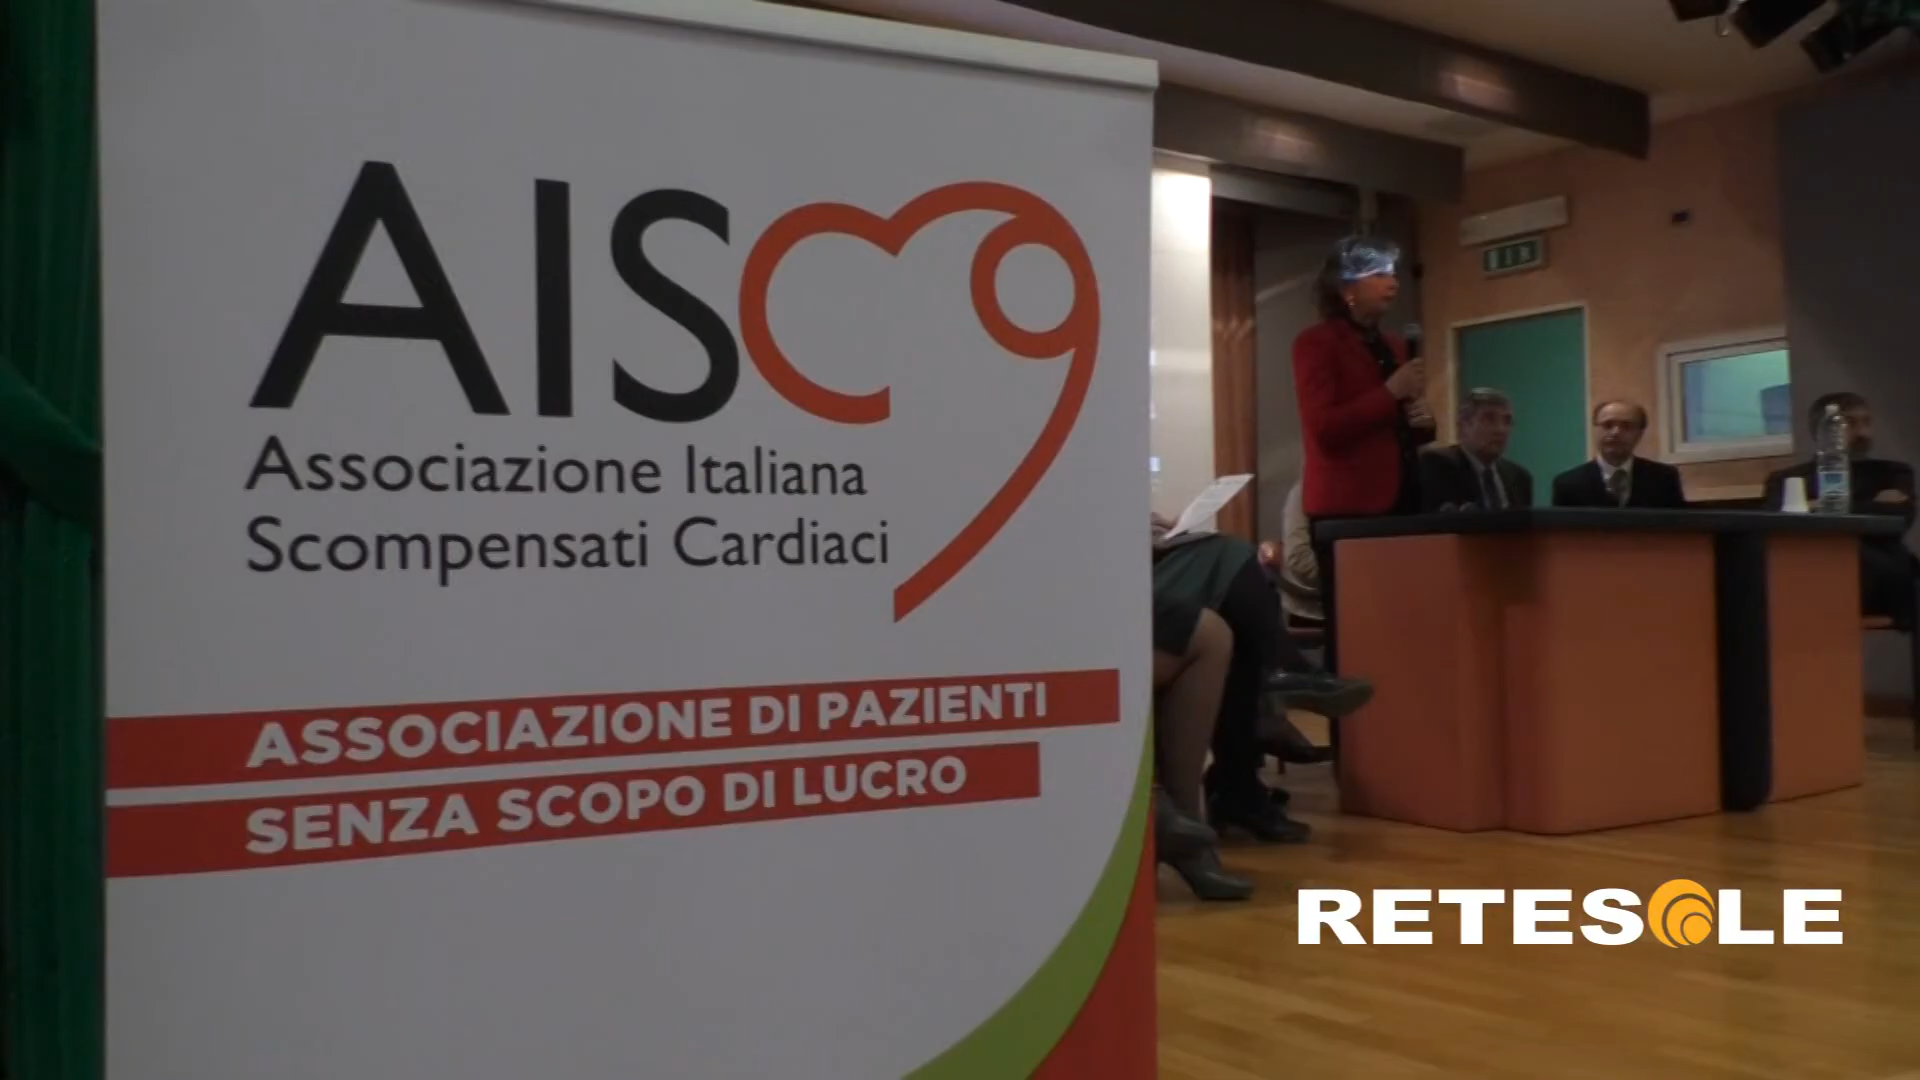 AISC
Associazione Italiana
Scompensati Cardiaci
ASSOCIAZIONE DI PAZIENTI
SENZA SCOPO DI LUCRO
RETESOLE